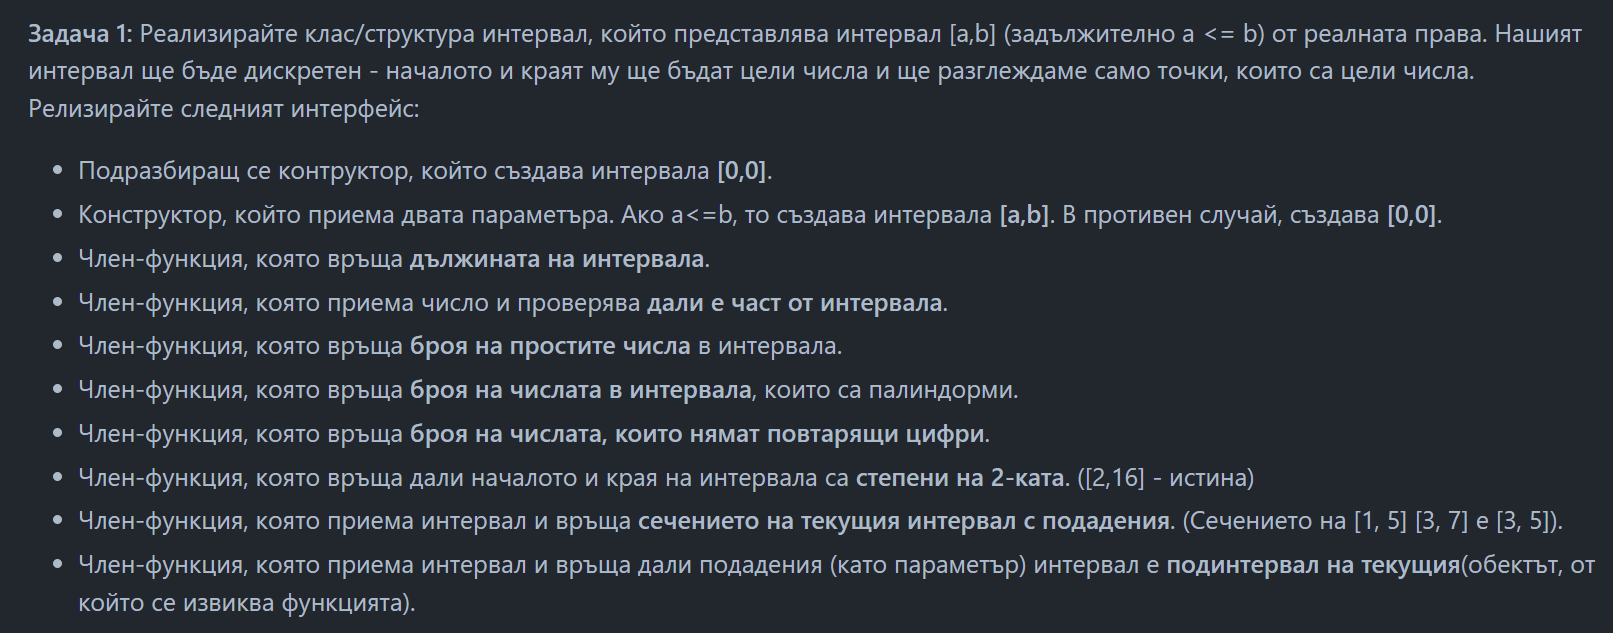 Задача 1: Реализирайте клас/структура интервал, който представлява интервал [a,b] (задължително a <= b) от реалната права. Нашият
интервал ще бъде дискретен - началото и краят му ще бъдат цели числа и ще разглеждаме само точки, които са цели числа.
Релизирайте следният интерфейс:
• Подразбиращ се контруктор, който създава интервала [0,0].
• Конструктор, който приема двата параметъра. Ако a<=b, то създава интервала [a,b]. В противен случай, създава [0,0].
• Член-функция, която връща дължината на интервала.
• Член-функция, която приема число и проверява дали е част от интервала.
• Член-функция, която връща броя на простите числа в интервала.
• Член-функция, която връща броя на числата в интервала, които са палиндорми.
• Член-функция, която връща броя на числата, които нямат повтарящи цифри.
• Член-функция, която връща дали началото и края на интервала са степени на 2-ката. ([2,16] - истина)
• Член-функция, която приема интервал и връща сечението на текущия интервал с подадения. (Сечението на [1, 5] [3, 7] е [3, 5]).
• Член-функция, която приема интервал и връща дали подадения (като параметър) интервал е подинтервал на текущия(обектът, от
който се извиква функцията).